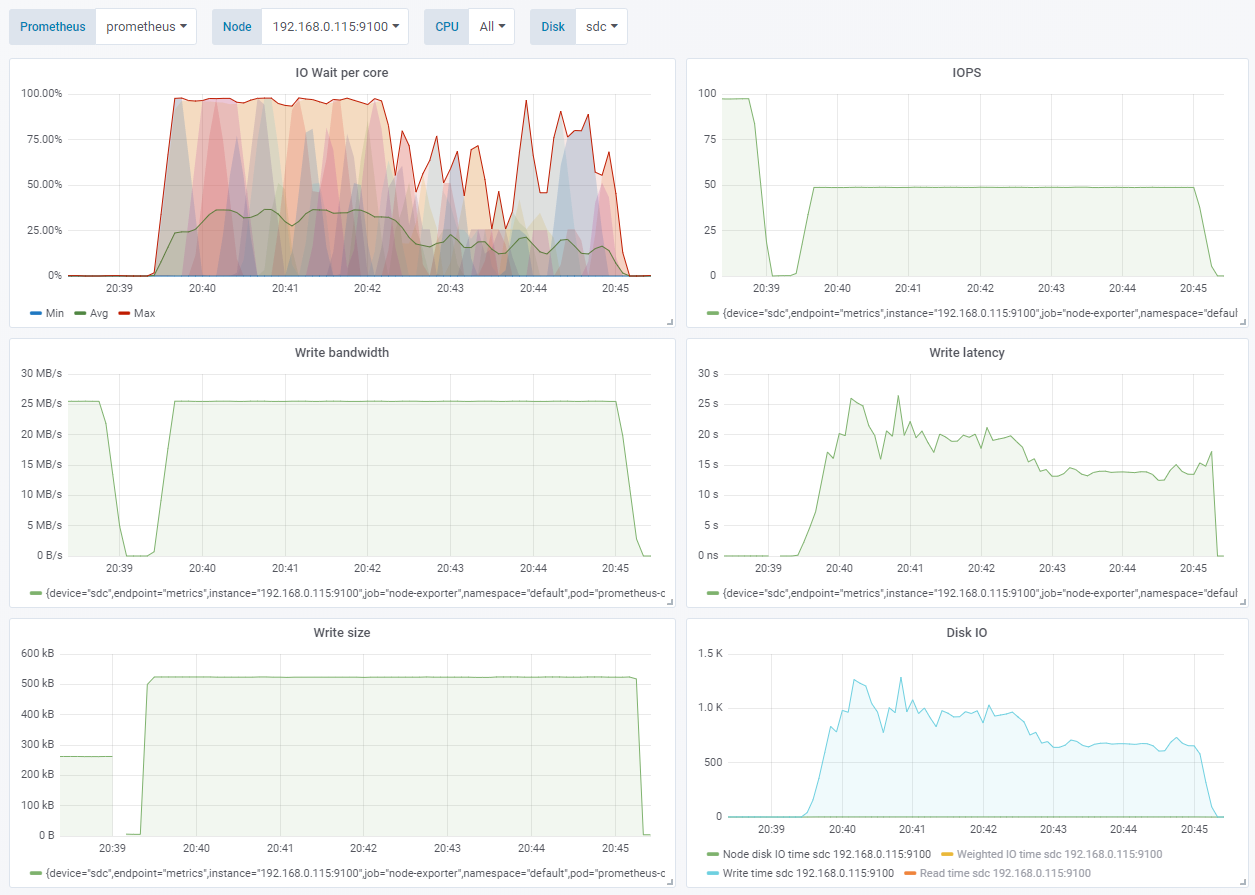 Prometheus prometheus Node 192.168.0.115:9100 CPU All Disk sdc
IO Wait per core
100.00%
75.00%
50.00%
25.00%
0%
20:39 20:40 20:41 20:42 20:43 20:44 20:45
Min Avg Max
IOPS
100
75
50
25
0
20:39 20:40 20:41 20:42 20:43 20:44 20:45
{device="sdc",endpoint="metrics",instance="192.168.0.115:9100",job="node-exporter",namespace="defaul
Write bandwidth
30 MB/s
25 MB/s
20 MB/s
15 MB/s
10 MB/s
5 MB/s
0 B/s
20:39 20:40 20:41 20:42 20:43 20:44 20:45
{device="sdc",endpoint="metrics",instance="192.168.0.115:9100",job="node-exporter",namespace="default",pod="prometheus-c
Write latency
30 s
25 s
20 s
15 s
10 s
5 s
0 ns
20:39 20:40 20:41 20:42 20:43 20:44 20:45
{device="sdc",endpoint="metrics",instance="192.168.0.115:9100",job="node-exporter",namespace="defaul
Write size
600 kB
500 kB
400 kB
300 kB
200 kB
100 kB
0 B
20:39 20:40 20:41 20:42 20:43 20:44 20:45
{device="sdc",endpoint="metrics",instance="192.168.0.115:9100",job="node-exporter",namespace="default",pod="prometheus-c
Disk IO
1.5 K
1.0 K
500
0
20:39 20:40 20:41 20:42 20:43 20:44 20:45
Node disk IO time sdc 192.168.0.115:9100 Weighted IO time sdc 192.168.0.115:9100
Write time sdc 192.168.0.115:9100 Read time sdc 192.168.0.115:9100